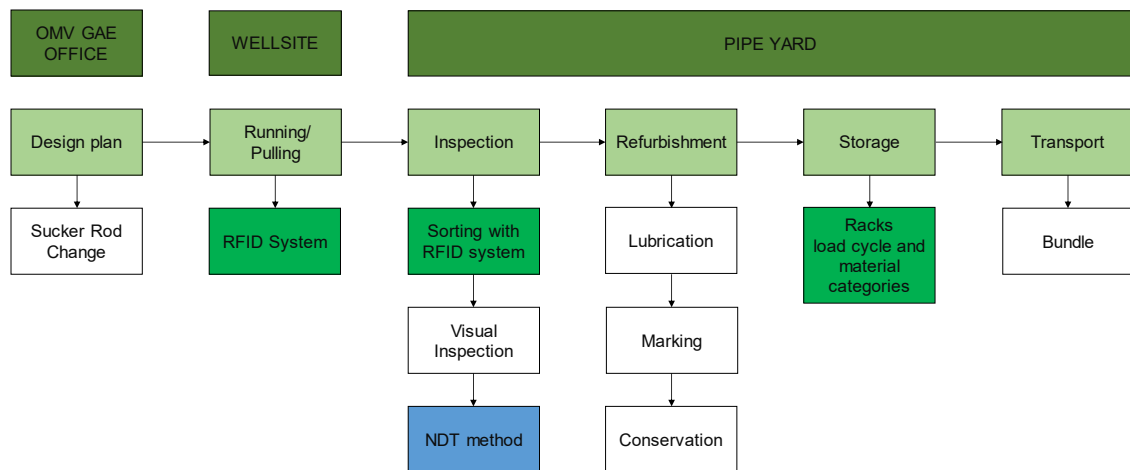 OMV GAE
OFFICE
WELLSITE
PIPE YARD
Design plan
Running/
Pulling
Inspection
Refurbishment
Storage
Transport
Sucker Rod
Change
RFID System
Sorting with
RFID system
Lubrication
Racks
load cycle and
material
categories
Bundle
Visual
Inspection
Marking
NDT method
Conservation